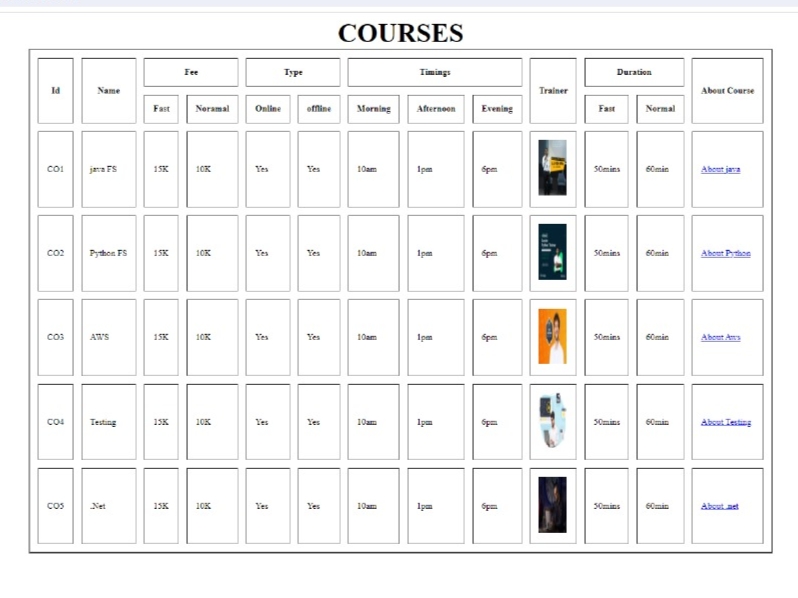 COURSES
Id Name Fee Type Timings Trainer Duration About Course
Fast Noramal Online offline Morning Afternoon Evening Fast Normal
CO1 java FS 15K 10K Yes Yes 10am 1pm 6pm 50mins 60min About java
CO2 Python FS 15K 10K Yes Yes 10am 1pm 6pm 50mins 60min About Python
CO3 AWS 15K 10K Yes Yes 10am 1pm 6pm 50mins 60min About Aws
CO4 Testing 15K 10K Yes Yes 10am 1pm 6pm 50mins 60min About Testing
CO5 .Net 15K 10K Yes Yes 10am 1pm 6pm 50mins 60min About .net